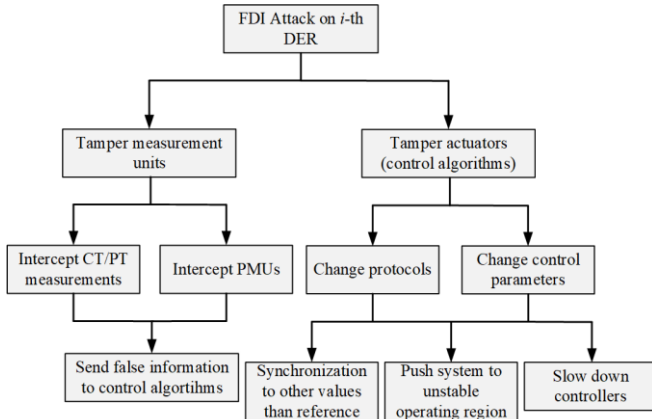 FDI Attack on i-th
DER
Tamper measurement
units
Tamper actuators
(control algorithms)
Intercept CT/PT
measurements
Intercept PMUs
Change protocols
Change control
parameters
Send false information
to control algortihms
Synchronization
to other values
than reference
Push system to
unstable
operating region
Slow down
controllers